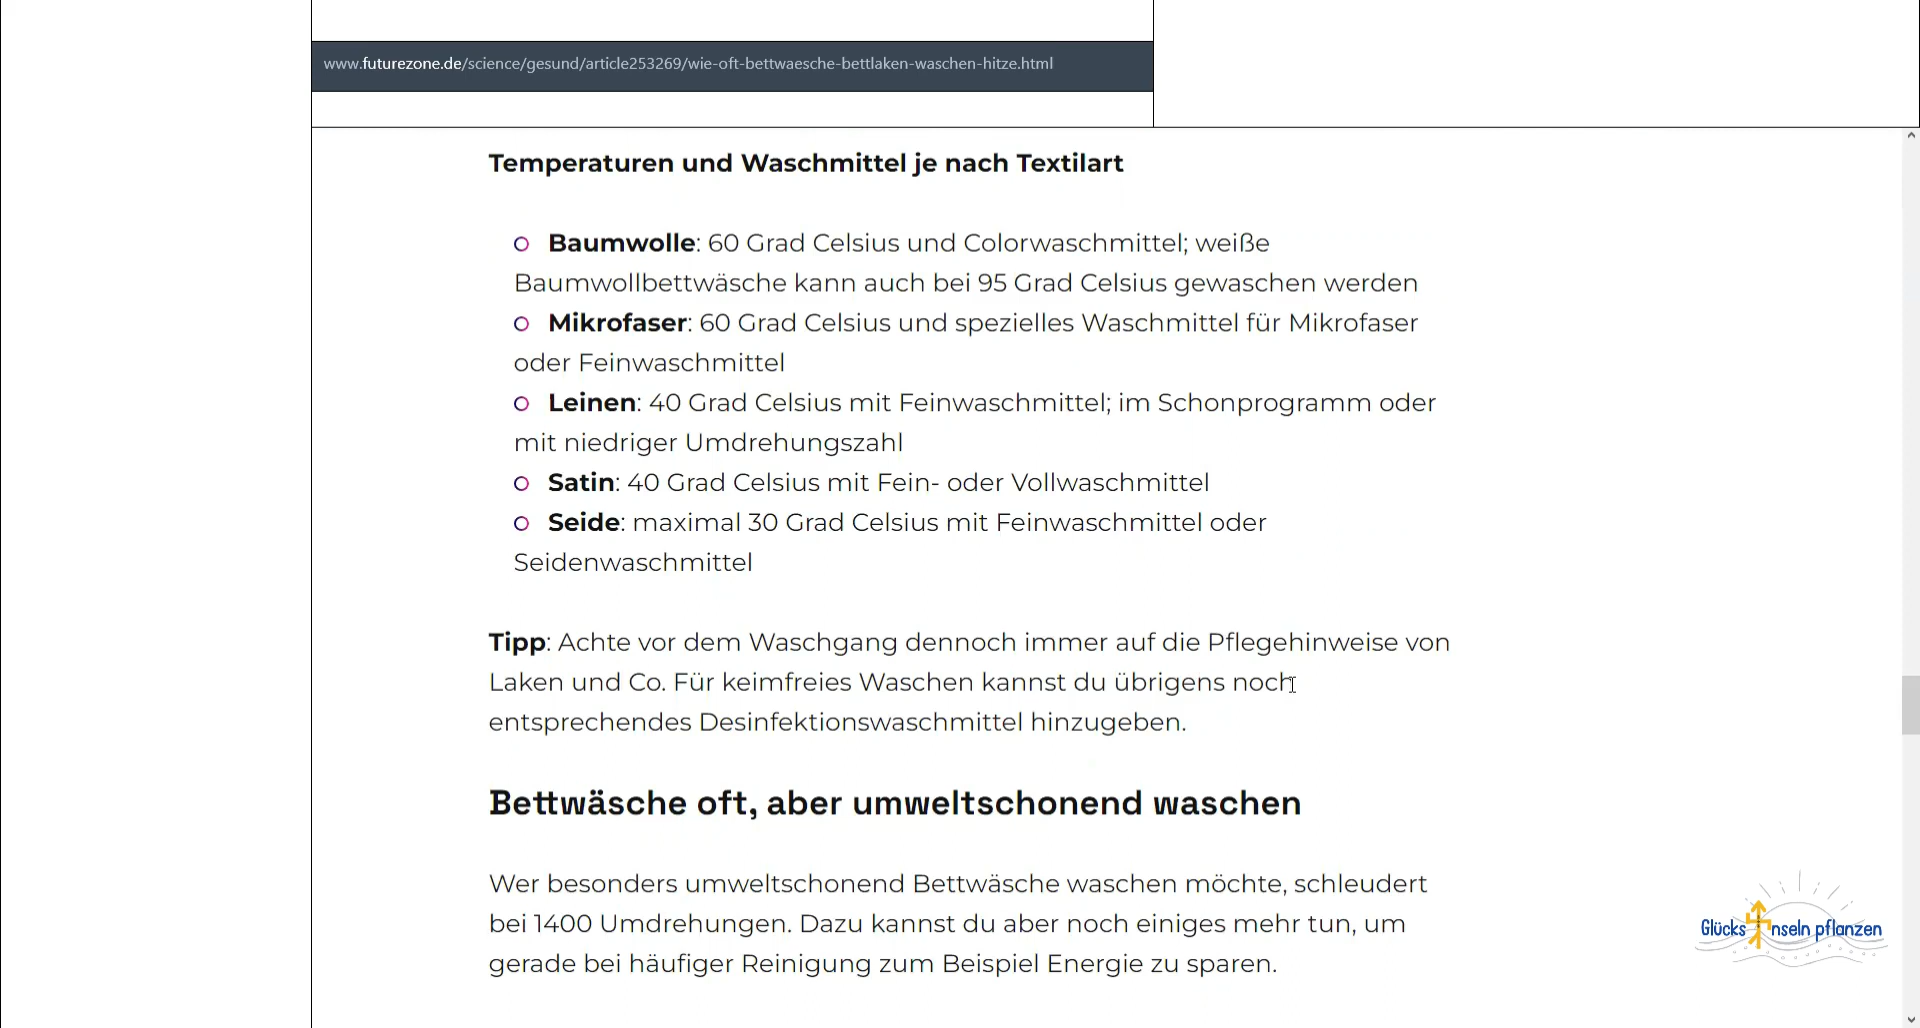 www.futurezone.de/science/gesund/article253269/wie-oft-bettwaesche-bettlaken-waschen-hitze.html
Temperaturen und Waschmittel je nach Textilart
Baumwolle: 60 Grad Celsius und Colorwaschmittel; weiße
Baumwollbettwäsche kann auch bei 95 Grad Celsius gewaschen werden
Mikrofaser: 60 Grad Celsius und spezielles Waschmittel für Mikrofaser
oder Feinwaschmittel
Leinen: 40 Grad Celsius mit Feinwaschmittel; im Schonprogramm oder
mit niedriger Umdrehungszahl
Satin: 40 Grad Celsius mit Fein- oder Vollwaschmittel
Seide: maximal 30 Grad Celsius mit Feinwaschmittel oder
Seidenwaschmittel
Tipp: Achte vor dem Waschgang dennoch immer auf die Pflegehinweise von
Laken und Co. Für keimfreies Waschen kannst du übrigens noch
entsprechendes Desinfektionswaschmittel hinzugeben.
Bettwäsche oft, aber umweltschonend waschen
Wer besonders umweltschonend Bettwäsche waschen möchte, schleudert
bei 1400 Umdrehungen. Dazu kannst du aber noch einiges mehr tun, um
gerade bei häufiger Reinigung zum Beispiel Energie zu sparen.
Glücks Inseln pflanzen